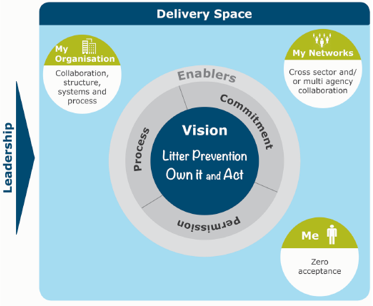 Delivery Space
My
Organisation
Collaboration,
structure,
systems and
process
My Networks
Cross sector and/
or multi agency
collaboration
Enablers
Process
Commitment
Permission
Vision
Litter Prevention
Own it and Act
Leadership
Me
Zero
acceptance